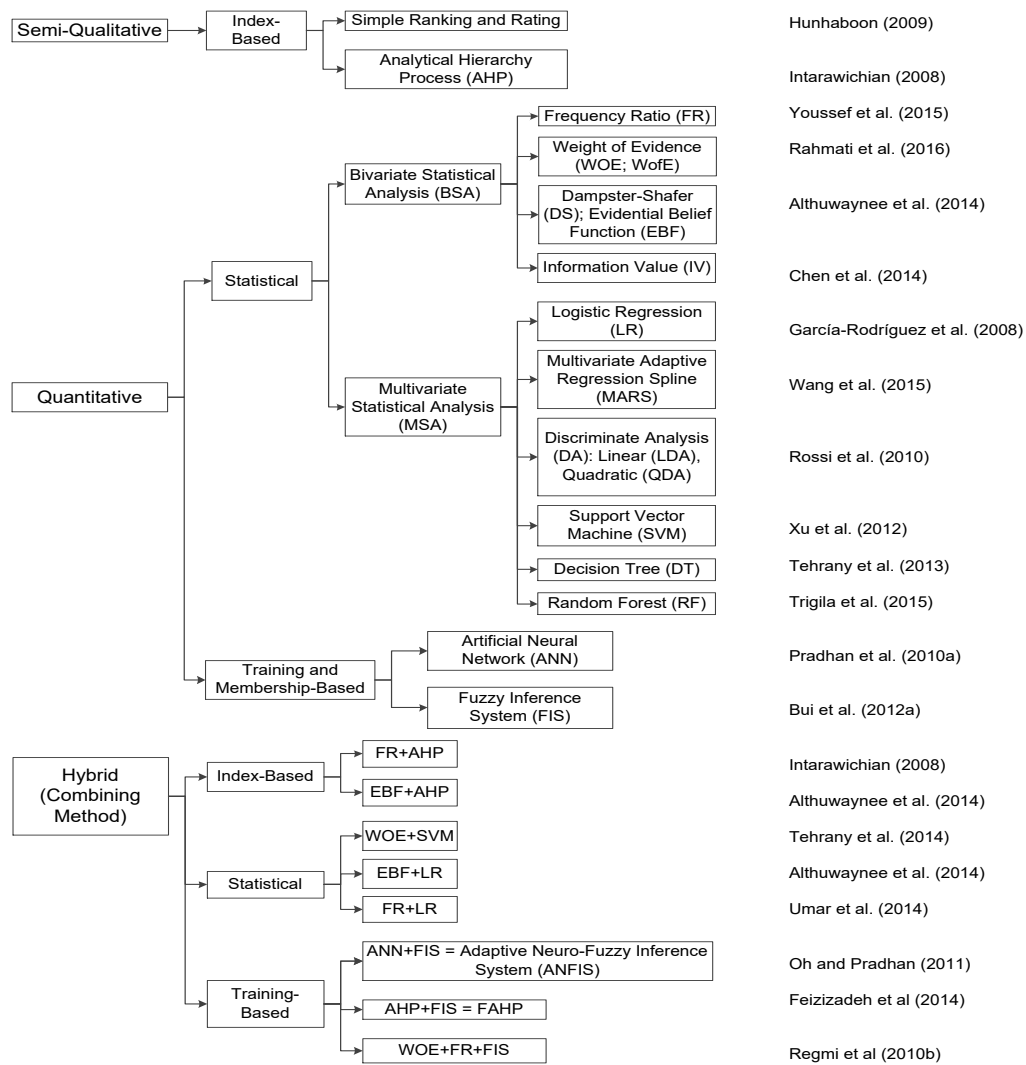 Semi-Qualitative
Index-
Based
Simple Ranking and Rating
Hunhaboon (2009)
Analytical Hierarchy
Process (AHP)
Intarawichian (2008)
Quantitative
Statistical
Bivariate Statistical
Analysis (BSA)
Frequency Ratio (FR)
Youssef et al. (2015)
Weight of Evidence
(WOE; WofE)
Rahmati et al. (2016)
Dampster-Shafer
(DS); Evidential Belief
Function (EBF)
Althuwaynee et al. (2014)
Information Value (IV)
Chen et al. (2014)
Multivariate
Statistical Analysis
(MSA)
Logistic Regression
(LR)
García-Rodríguez et al. (2008)
Multivariate Adaptive
Regression Spline
(MARS)
Wang et al. (2015)
Discriminate Analysis
(DA): Linear (LDA),
Quadratic (QDA)
Rossi et al. (2010)
Support Vector
Machine (SVM)
Xu et al. (2012)
Decision Tree (DT)
Tehrany et al. (2013)
Random Forest (RF)
Trigila et al. (2015)
Training and
Membership-Based
Artificial Neural
Network (ANN)
Pradhan et al. (2010a)
Fuzzy Inference
System (FIS)
Bui et al. (2012a)
Hybrid
(Combining
Method)
Index-Based
FR+AHP
Intarawichian (2008)
EBF+AHP
Althuwaynee et al. (2014)
Statistical
WOE+SVM
Tehrany et al. (2014)
EBF+LR
Althuwaynee et al. (2014)
FR+LR
Umar et al. (2014)
Training-
Based
ANN+FIS = Adaptive Neuro-Fuzzy Inference
System (ANFIS)
Oh and Pradhan (2011)
AHP+FIS = FAHP
Feizizadeh et al (2014)
WOE+FR+FIS
Regmi et al (2010b)